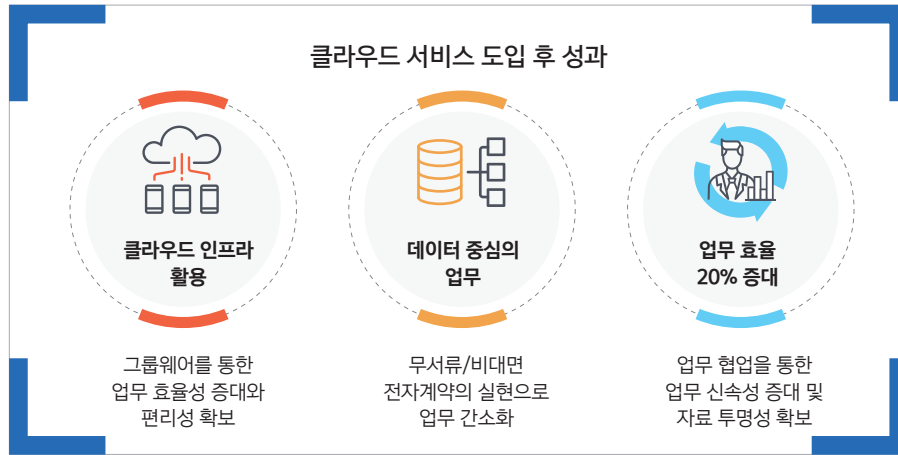 클라우드 서비스 도입 후 성과
클라우드 인프라
활용
그룹웨어를 통한
업무 효율성 증대와
편리성 확보
데이터 중심의
업무
무서류/비대면
전자계약의 실현으로
업무 간소화
업무 효율
20% 증대
업무 협업을 통한
업무 신속성 증대 및
자료 투명성 확보